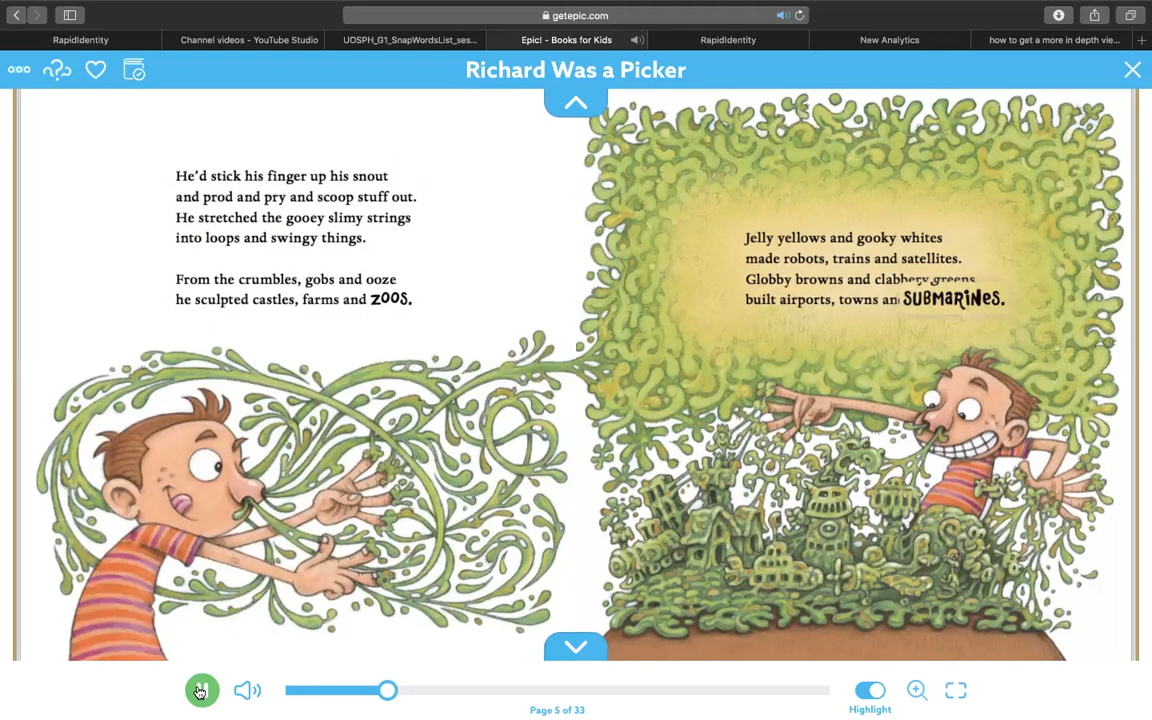 getepic.com
RapidIdentity
Channel videos - YouTube Studio
UOSPH_G1_SnapWordsList_ses...
Epic! - Books for Kids
RapidIdentity
New Analytics
how to get a more in depth vie...
Richard Was a Picker
He'd stick his finger up his snout
and prod and pry and scoop stuff out.
He stretched the gooey slimy strings
into loops and swingy things.
From the crumbles, gobs and ooze
he sculpted castles, farms and zoos.
Jelly yellows and gooky whites
made robots, trains and satellites.
Globby browns and clabbery greens
built airports, towns an submarines.
Page 5 of 33
Highlight